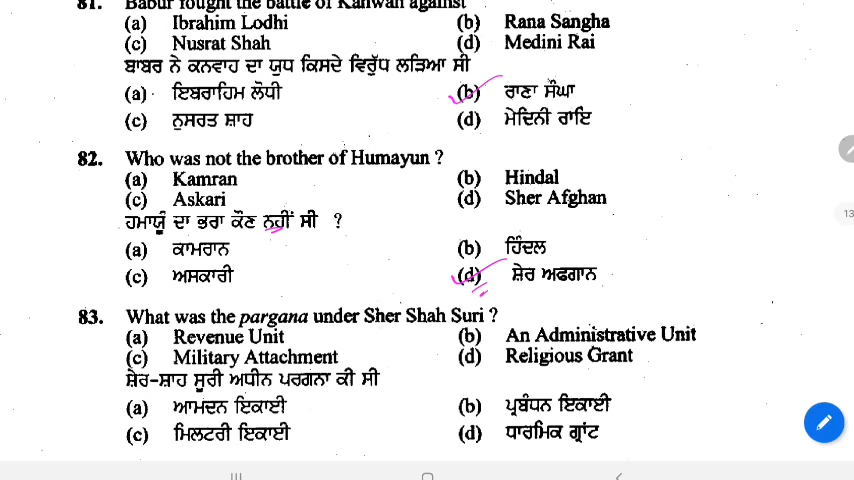 81. Babur fought the battle of Kanwah against
(a) Ibrahim Lodhi (b) Rana Sangha
(c) Nusrat Shah (d) Medini Rai
ਬਾਬਰ ਨੇ ਕਨਵਾਹ ਦਾ ਯੁਧ ਕਿਸਦੇ ਵਿਰੁੱਧ ਲੜਿਆ ਸੀ
(a) ਇਬਰਾਹਿਮ ਲੋਧੀ (b) ਰਾਣਾ ਸੰਘਾ
(c) ਨੁਸਰਤ ਸ਼ਾਹ (d) ਮੇਦਿਨੀ ਰਾਇ
82. Who was not the brother of Humayun ?
(a) Kamran (b) Hindal
(c) Askari (d) Sher Afghan
ਹਮਾਯੂੰ ਦਾ ਭਰਾ ਕੌਣ ਨਹੀਂ ਸੀ ?
(a) ਕਾਮਰਾਨ (b) ਹਿੰਦਲ
(c) ਅਸਕਾਰੀ (d) ਸ਼ੇਰ ਅਫਗਾਨ
83. What was the pargana under Sher Shah Suri ?
(a) Revenue Unit (b) An Administrative Unit
(c) Military Attachment (d) Religious Grant
ਸ਼ੇਰ-ਸ਼ਾਹ ਸੂਰੀ ਅਧੀਨ ਪਰਗਨਾ ਕੀ ਸੀ
(a) ਆਮਦਨ ਇਕਾਈ (b) ਪ੍ਰਬੰਧਨ ਇਕਾਈ
(c) ਮਿਲਟਰੀ ਇਕਾਈ (d) ਧਾਰਮਿਕ ਗ੍ਰਾਂਟ
13